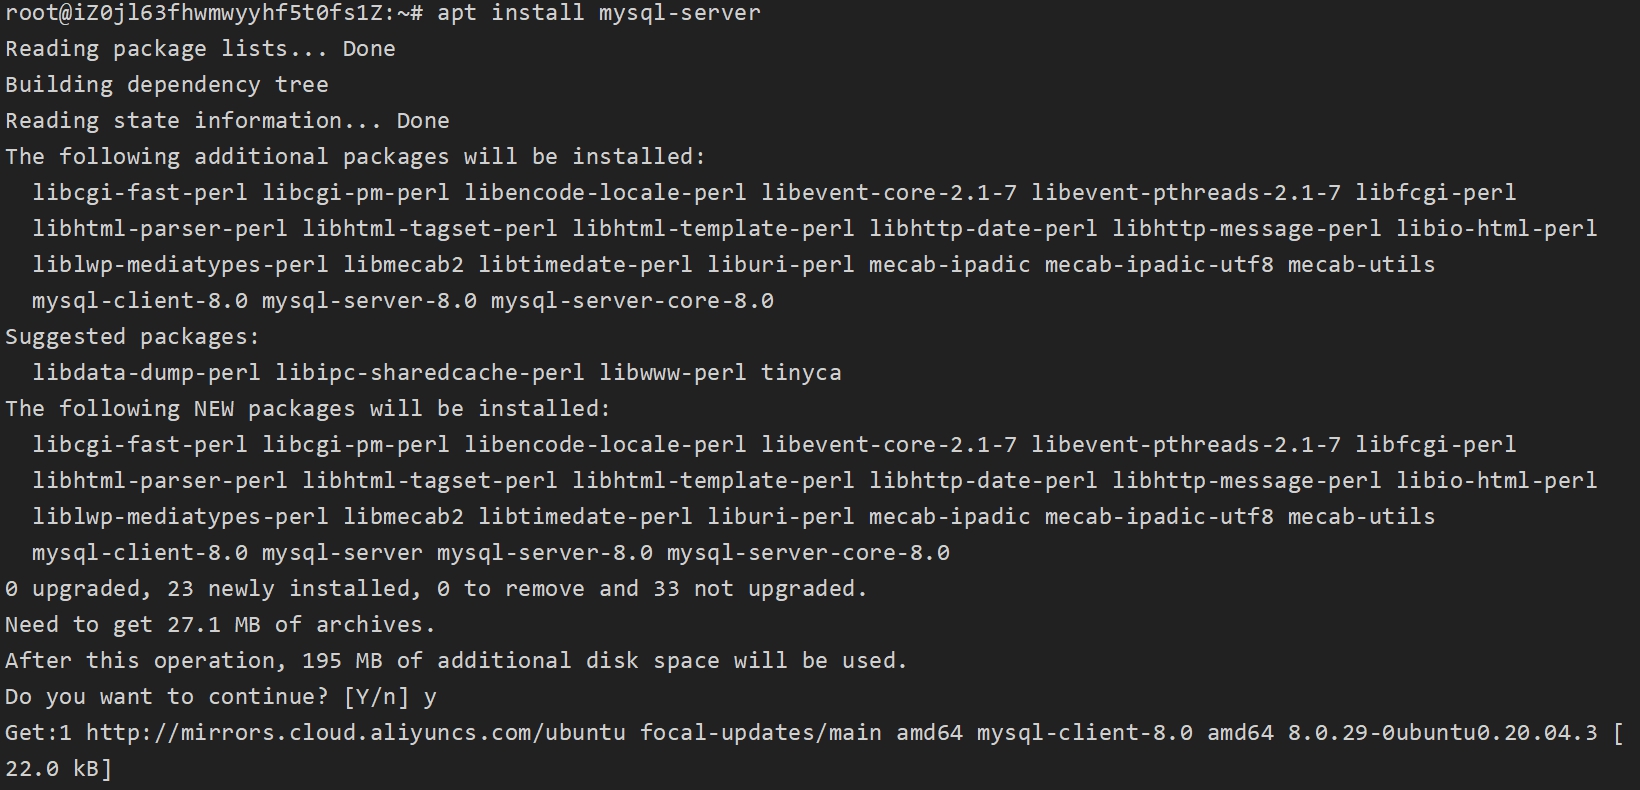 root@iZ0jl63fhwmwyyhf5t0fs1Z:~# apt install mysql-server
Reading package lists... Done
Building dependency tree
Reading state information... Done
The following additional packages will be installed:
  libcgi-fast-perl libcgi-pm-perl libencode-locale-perl libevent-core-2.1-7 libevent-pthreads-2.1-7 libfcgi-perl
  libhtml-parser-perl libhtml-tagset-perl libhtml-template-perl libhttp-date-perl libhttp-message-perl libio-html-perl
  liblwp-mediatypes-perl libmecab2 libtimedate-perl liburi-perl mecab-ipadic mecab-ipadic-utf8 mecab-utils
  mysql-client-8.0 mysql-server-8.0 mysql-server-core-8.0
Suggested packages:
  libdata-dump-perl libipc-sharedcache-perl libwww-perl tinyca
The following NEW packages will be installed:
  libcgi-fast-perl libcgi-pm-perl libencode-locale-perl libevent-core-2.1-7 libevent-pthreads-2.1-7 libfcgi-perl
  libhtml-parser-perl libhtml-tagset-perl libhtml-template-perl libhttp-date-perl libhttp-message-perl libio-html-perl
  liblwp-mediatypes-perl libmecab2 libtimedate-perl liburi-perl mecab-ipadic mecab-ipadic-utf8 mecab-utils
  mysql-client-8.0 mysql-server mysql-server-8.0 mysql-server-core-8.0
0 upgraded, 23 newly installed, 0 to remove and 33 not upgraded.
Need to get 27.1 MB of archives.
After this operation, 195 MB of additional disk space will be used.
Do you want to continue? [Y/n] y
Get:1 http://mirrors.cloud.aliyuncs.com/ubuntu focal-updates/main amd64 mysql-client-8.0 amd64 8.0.29-0ubuntu0.20.04.3 [
22.0 kB]